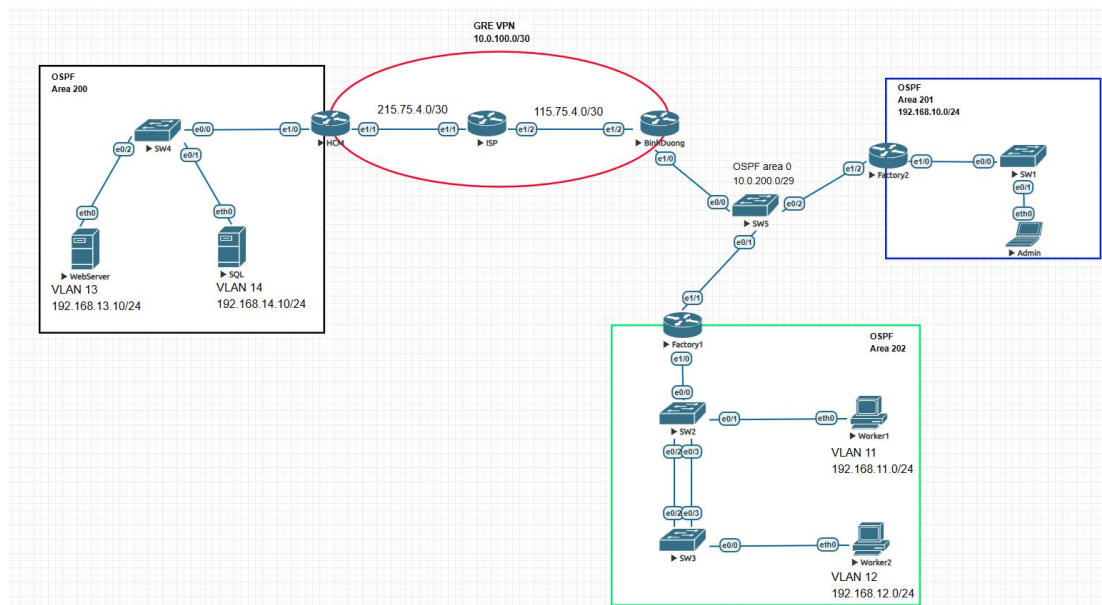 GRE VPN
10.0.100.0/30
OSPF
Area 200
215.75.4.0/30
115.75.4.0/30
OSPF
Area 201
192.168.10.0/24
e0/0
e1/0
e1/1
e1/1
e1/2
e1/2
SW4
HCM
ISP
BinhDuong
e0/2
e0/1
e1/0
OSPF area 0
10.0.200.0/29
e1/2
Factory2
e1/0
e0/0
SW1
e0/1
eth0
Admin
e0/0
e0/2
SW5
e0/1
eth0
eth0
WebServer
SQL
VLAN 13
192.168.13.10/24
VLAN 14
192.168.14.10/24
e1/1
Factory1
OSPF
Area 202
e1/0
e0/0
e0/1
eth0
SW2
Worker1
e0/2
e0/3
VLAN 11
192.168.11.0/24
e0/2
e0/3
e0/0
eth0
SW3
Worker2
VLAN 12
192.168.12.0/24